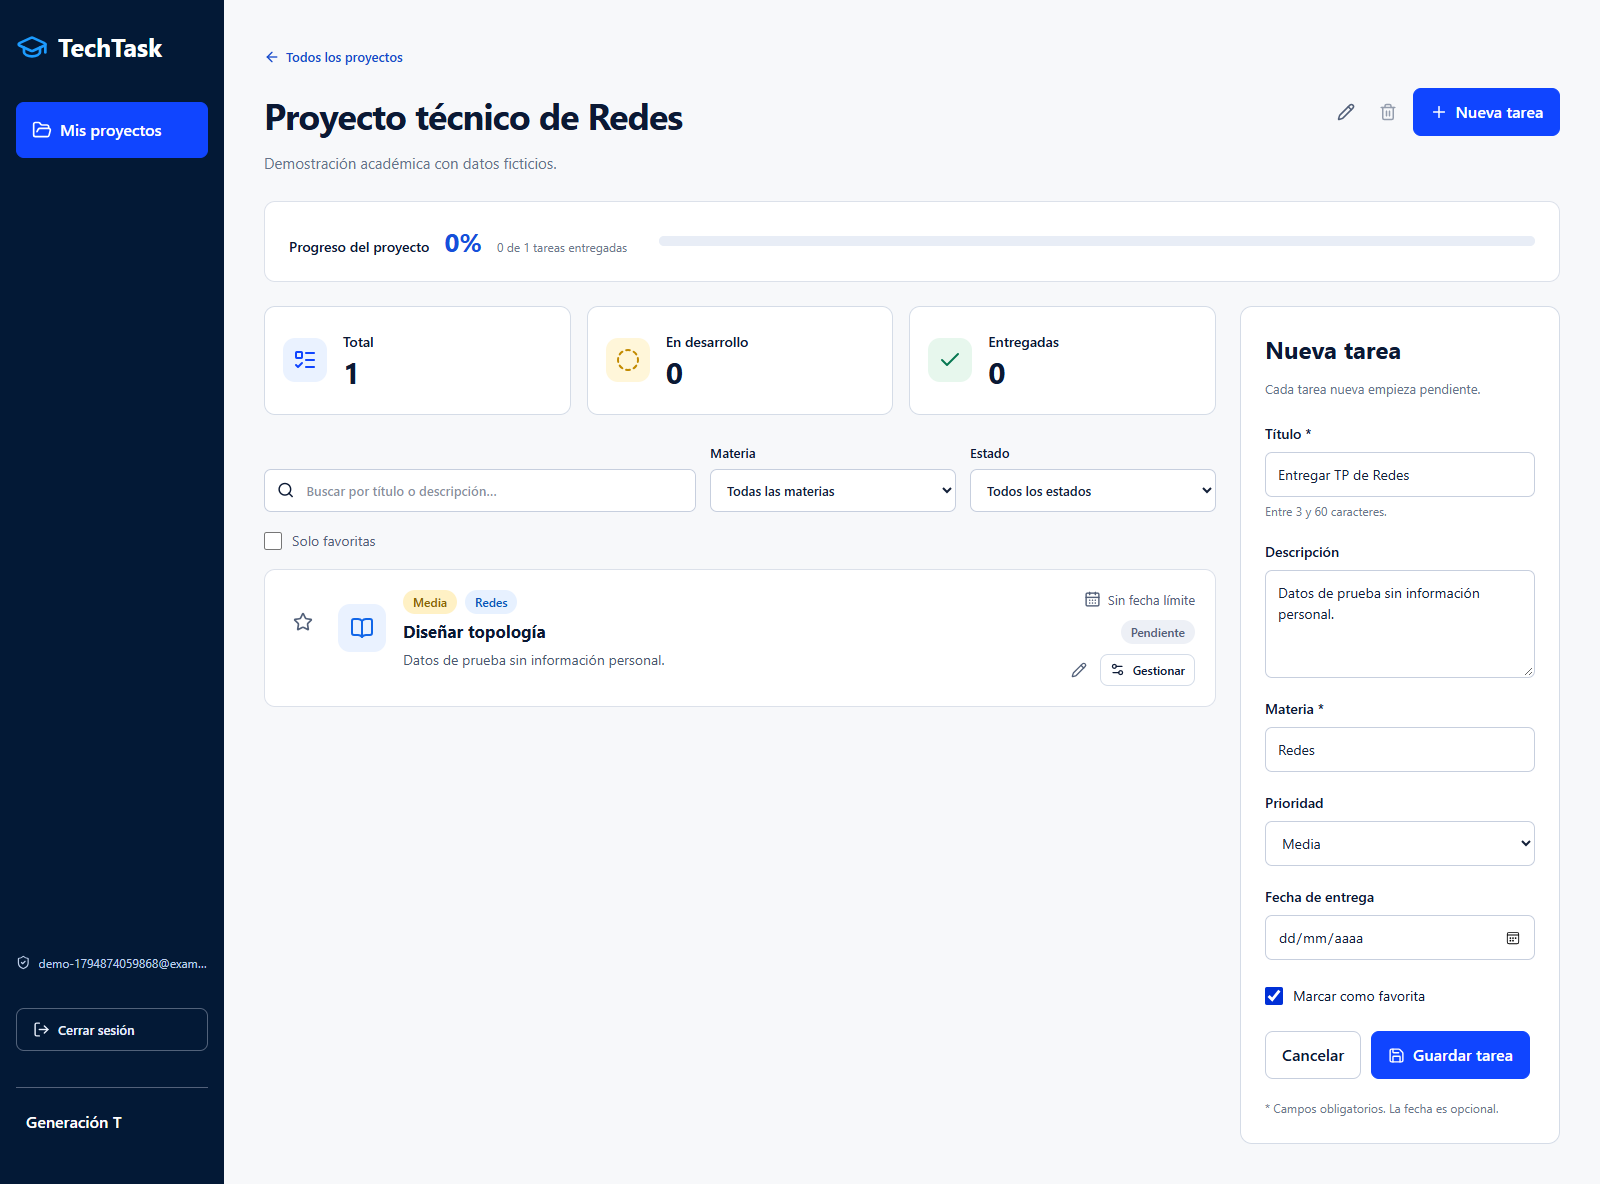 TechTask
Mis proyectos
demo-1794874059868@exam...
Cerrar sesión
Generación T
Todos los proyectos
Proyecto técnico de Redes
Nueva tarea
Demostración académica con datos ficticios.
Progreso del proyecto 0% 0 de 1 tareas entregadas
Total
1
En desarrollo
0
Entregadas
0
Materia
Estado
Buscar por título o descripción...
Todas las materias
Todos los estados
Solo favoritas
Media Redes
Diseñar topología
Datos de prueba sin información personal.
Sin fecha límite
Pendiente
Gestionar
Nueva tarea
Cada tarea nueva empieza pendiente.
Título *
Entregar TP de Redes
Entre 3 y 60 caracteres.
Descripción
Datos de prueba sin información
personal.
Materia *
Redes
Prioridad
Media
Fecha de entrega
dd/mm/aaaa
Marcar como favorita
Cancelar
Guardar tarea
* Campos obligatorios. La fecha es opcional.